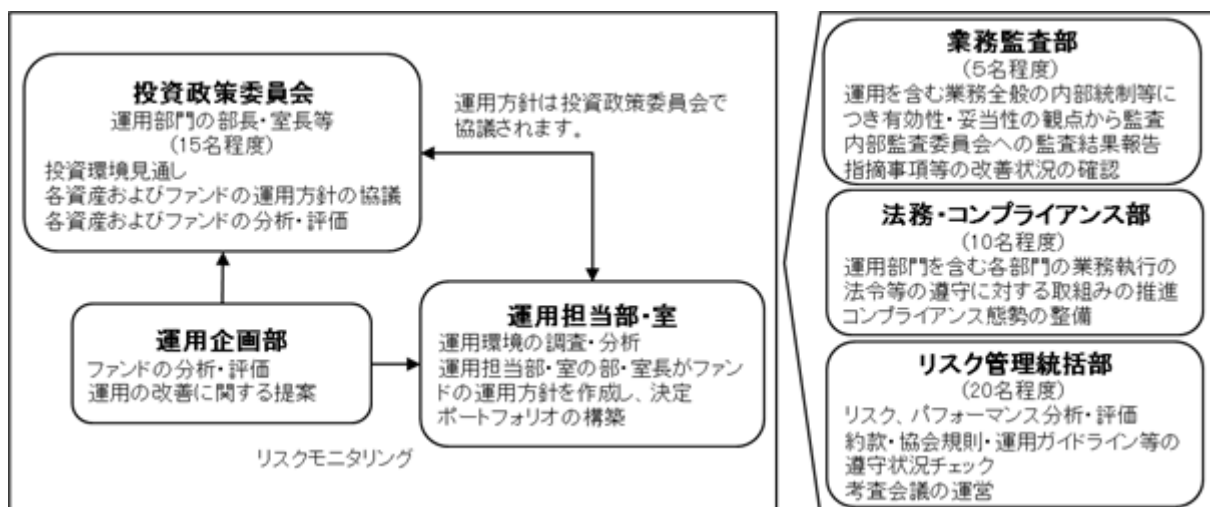 投資政策委員会
運用部門の部長・室長等
(15名程度)
投資環境見通し
各資産およびファンドの運用方針の協議
各資産およびファンドの分析・評価
運用方針は投資政策委員会で
協議されます。
運用企画部
ファンドの分析・評価
運用の改善に関する提案
運用担当部・室
運用環境の調査・分析
運用担当部・室の部・室長がファン
ドの運用方針を作成し、決定
ポートフォリオの構築
リスクモニタリング
業務監査部
(5名程度)
運用を含む業務全般の内部統制等に
つき有効性・妥当性の観点から監査
内部監査委員会への監査結果報告
指摘事項等の改善状況の確認
法務・コンプライアンス部
(10名程度)
運用部門を含む各部門の業務執行の
法令等の遵守に対する取組みの推進
コンプライアンス態勢の整備
リスク管理統括部
(20名程度)
リスク、パフォーマンス分析・評価
約款・協会規則・運用ガイドライン等の
遵守状況チェック
考査会議の運営